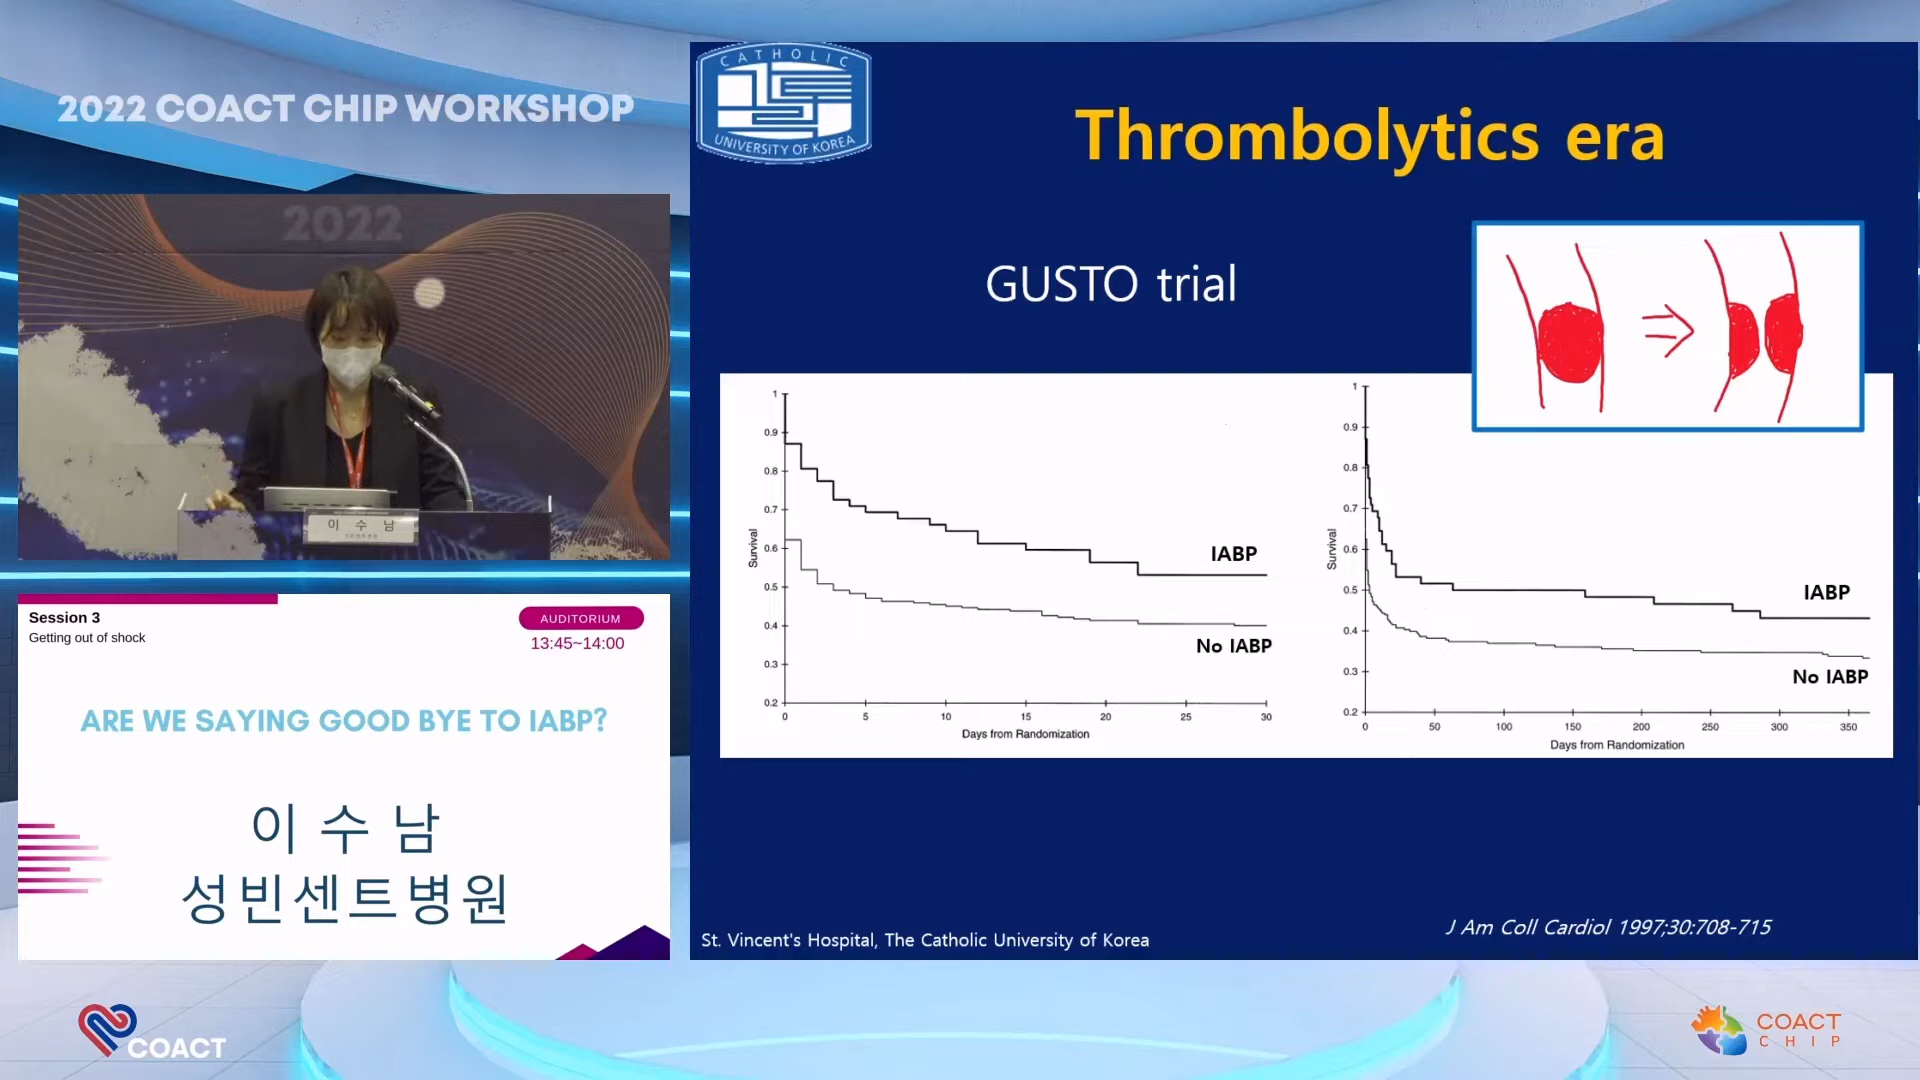 2022 COACT CHIP WORKSHOP
2022
이 수 남
Session 3
Getting out of shock
AUDITORIUM
13:45~14:00
ARE WE SAYING GOOD BYE TO IABP?
이 수 남
성빈센트병원
COACT
CATHOLIC
UNIVERSITY OF KOREA
Thrombolytics era
GUSTO trial
1
0.9
0.8
0.7
0.6
0.5
0.4
0.3
0.2
Survival
0 5 10 15 20 25 30
Days from Randomization
IABP
No IABP
1
0.9
0.8
0.7
0.6
0.5
0.4
0.3
0.2
Survival
0 50 100 150 200 250 300 350
Days from Randomization
IABP
No IABP
St. Vincent's Hospital, The Catholic University of Korea
J Am Coll Cardiol 1997;30:708-715
COACT
CHIP